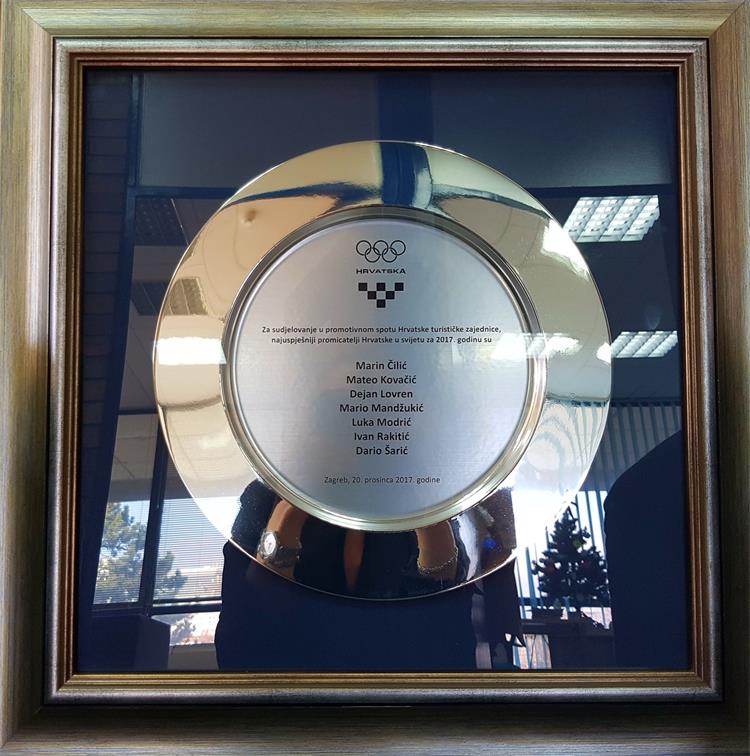 HRVATSKA
Za sudjelovanje u promotivnom spotu Hrvatske turističke zajednice,
najuspješniji promicatelji Hrvatske u svijetu za 2017. godinu su
Marin Čilić
Mateo Kovačić
Dejan Lovren
Mario Mandžukić
Luka Modrić
Ivan Rakitić
Dario Šarić
Zagreb, 20. prosinca 2017. godine